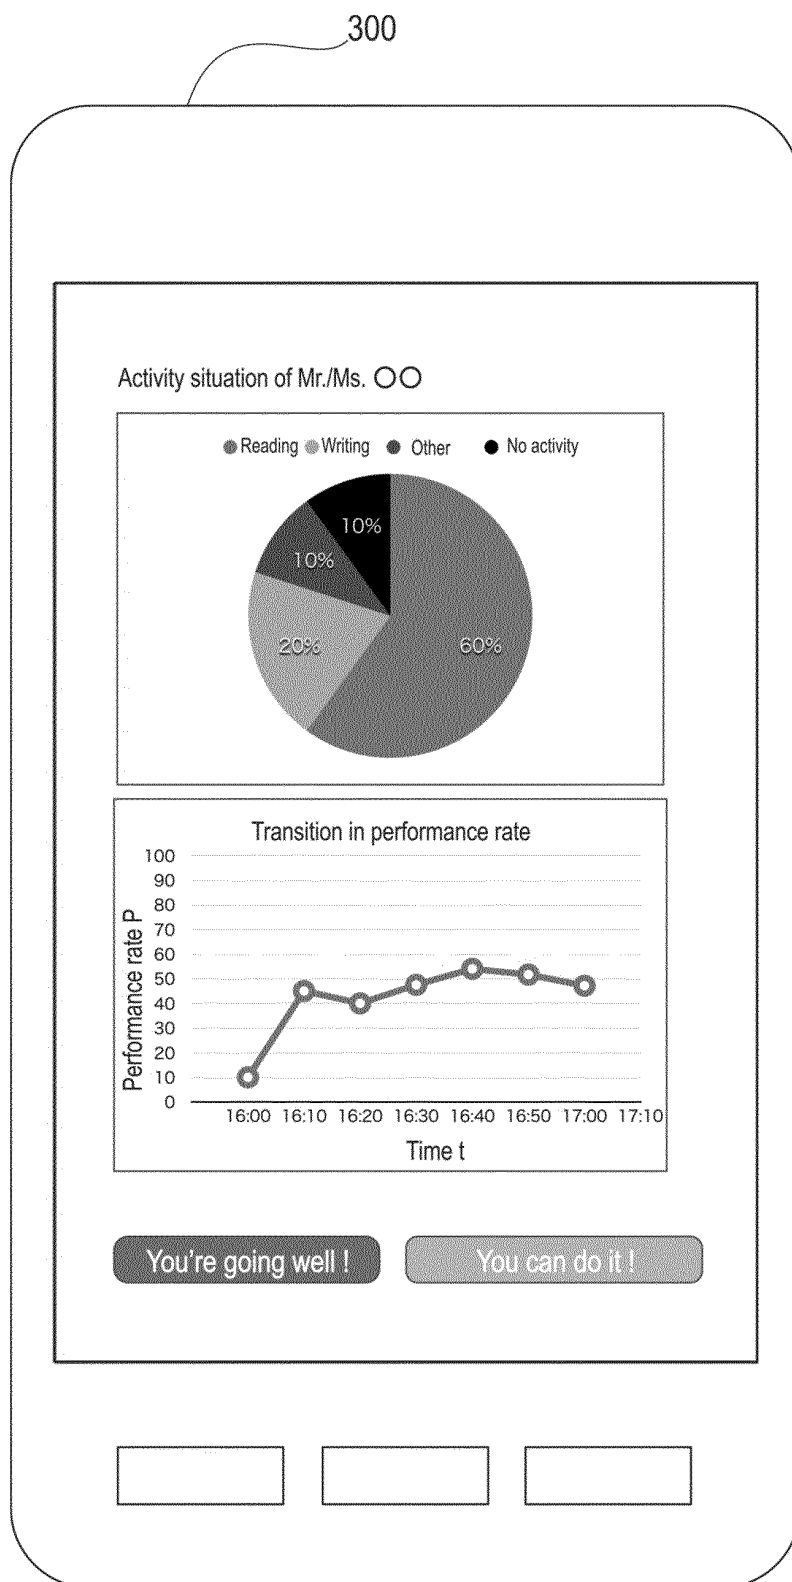 300
Activity situation of Mr./Ms. ○○
Reading Writing Other No activity
10%
10%
20%
60%
Transition in performance rate
Performance rate P
100
90
80
70
60
50
40
30
20
10
0
16:00 16:10 16:20 16:30 16:40 16:50 17:00 17:10
Time t
You're going well ! You can do it !